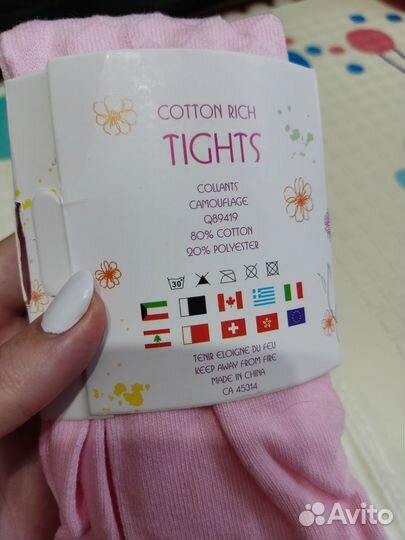 COTTON RICH
TIGHTS
COLLANTS
CAMOUFLAGE
Q89419
80% COTTON
20% POLYESTER
30
TENIR ELOIGNE DU FEU
KEEP AWAY FROM FIRE
MADE IN CHINA
CA 45314
Avito